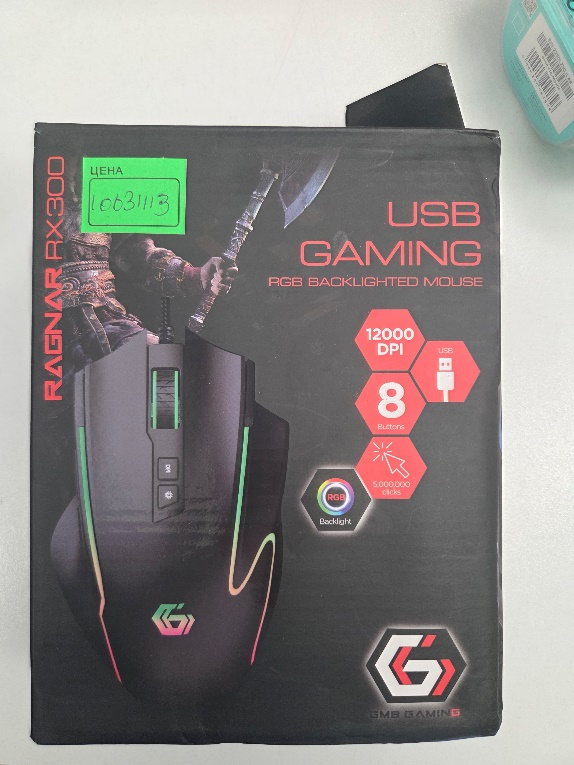 ЦЕНА
10031113
RAGNAR RX300
USB
GAMING
RGB BACKLIGHTED MOUSE
12000
DPI
USB
8
Buttons
5,000,000
clicks
RGB
Backlight
GMB GAMING